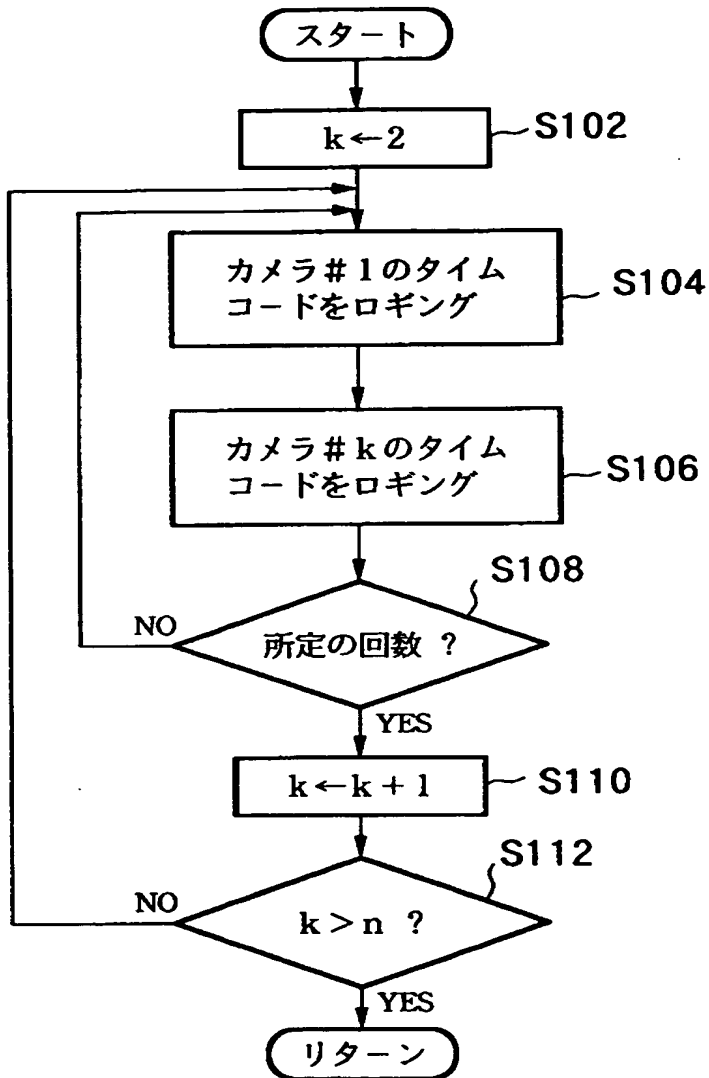 スタート
k←2
S102
カメラ#1のタイム
コードをロギング
S104
カメラ#kのタイム
コードをロギング
S106
S108
所定の回数 ?
NO
YES
k←k+1
S110
S112
k>n ?
NO
YES
リターン